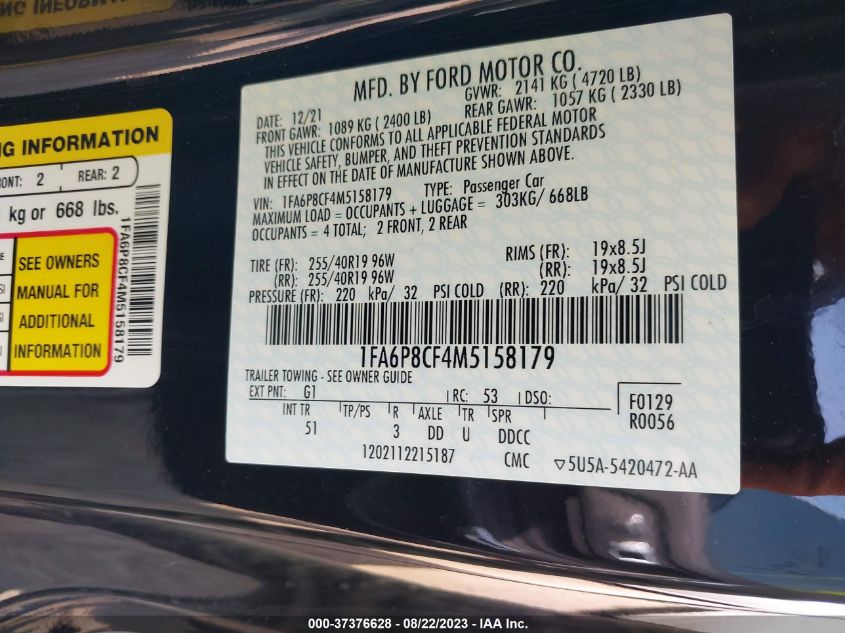 NG INFORMATION
RONT: 2 REAR: 2
kg or 668 lbs.
SEE OWNERS
MANUAL FOR
ADDITIONAL
INFORMATION
1FA6P8CF4M5158179
MFD. BY FORD MOTOR CO.
DATE: 12/21 GVWR: 2141 KG ( 4720 LB)
FRONT GAWR: 1089 KG ( 2400 LB) REAR GAWR: 1057 KG ( 2330 LB)
THIS VEHICLE CONFORMS TO ALL APPLICABLE FEDERAL MOTOR
VEHICLE SAFETY, BUMPER, AND THEFT PREVENTION STANDARDS
IN EFFECT ON THE DATE OF MANUFACTURE SHOWN ABOVE.
VIN: 1FA6P8CF4M5158179 TYPE: Passenger Car
MAXIMUM LOAD = OCCUPANTS + LUGGAGE = 303KG/ 668LB
OCCUPANTS = 4 TOTAL; 2 FRONT, 2 REAR
TIRE (FR): 255/40R19 96W RIMS (FR): 19x8.5J
(RR): 255/40R19 96W (RR): 19x8.5J
PRESSURE (FR): 220 kPa/ 32 PSI COLD (RR): 220 kPa/ 32 PSI COLD
1FA6P8CF4M5158179
TRAILER TOWING - SEE OWNER GUIDE
EXT PNT: G1 RC: 53 DSO: F0129
INT TR TP/PS R AXLE TR SPR R0056
51 3 DD U DDCC
1202112215187 CMC ▽5U5A-5420472-AA
000-37376628 - 08/22/2023 - IAA Inc.